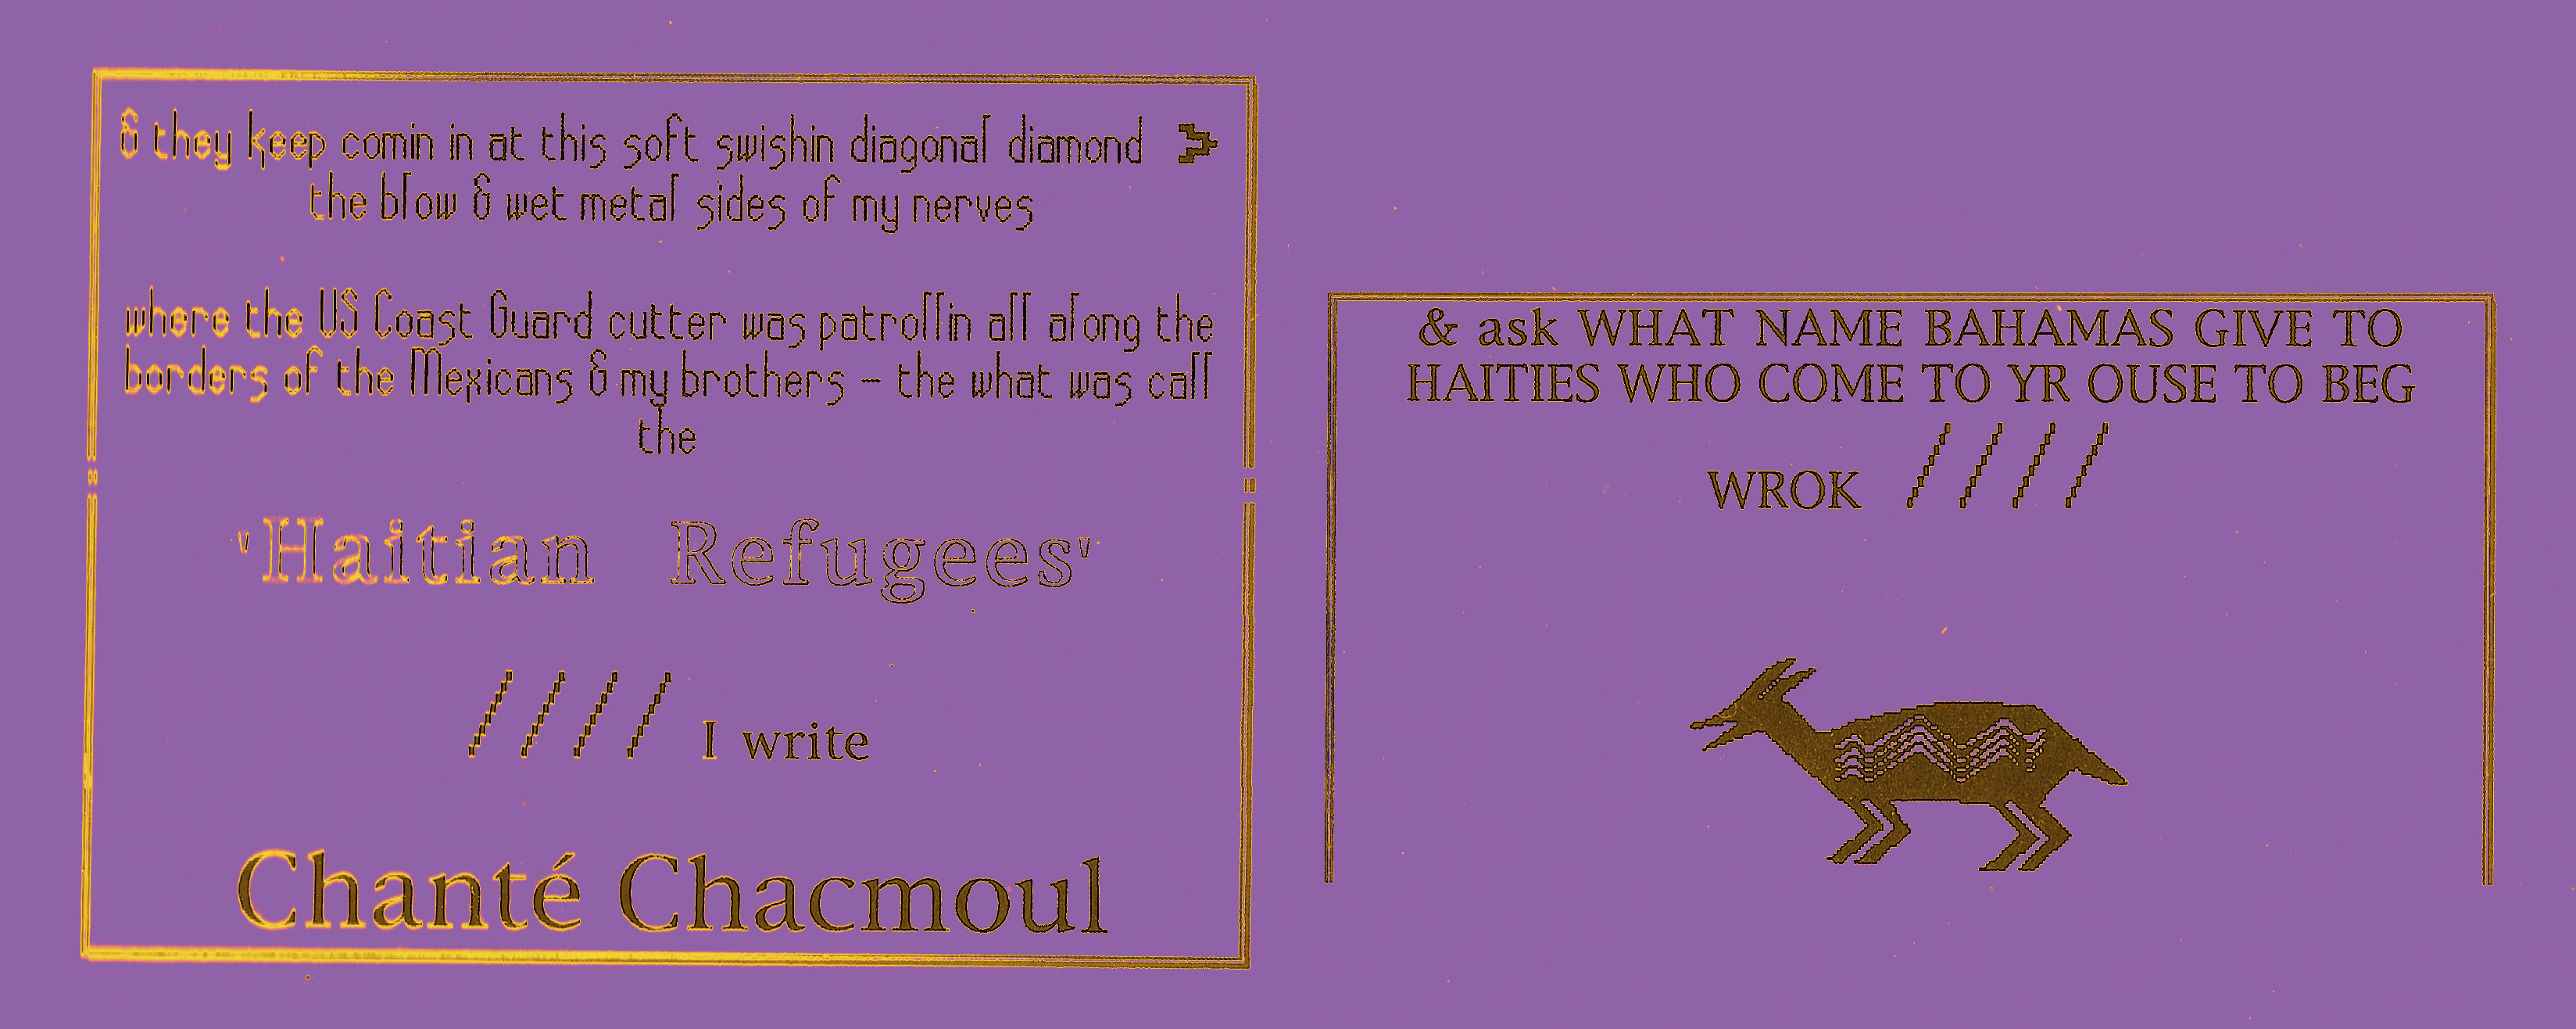 & they keep comin in at this soft swishin diagonal diamond >
the blow & wet metal sides of my nerves
where the US Coast Guard cutter was patrollin all along the
borders of the Mexicans & my brothers – the what was call
the
'Haitian Refugees'
//// I write
Chanté Chacmoul
& ask WHAT NAME BAHAMAS GIVE TO
HAITIES WHO COME TO YR OUSE TO BEG
WROK ////